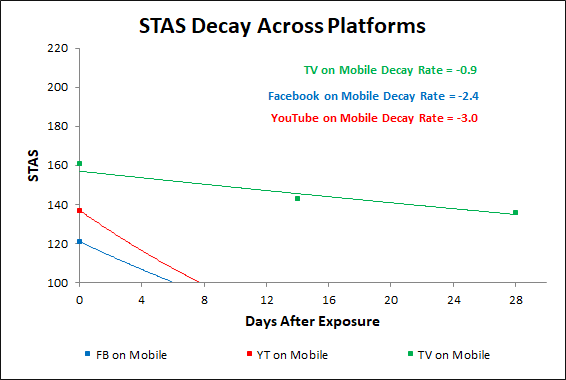 STAS Decay Across Platforms
220
200
180
160
140
120
100
STAS
TV on Mobile Decay Rate = -0.9
Facebook on Mobile Decay Rate = -2.4
YouTube on Mobile Decay Rate = -3.0
0 4 8 12 16 20 24 28
Days After Exposure
FB on Mobile YT on Mobile TV on Mobile